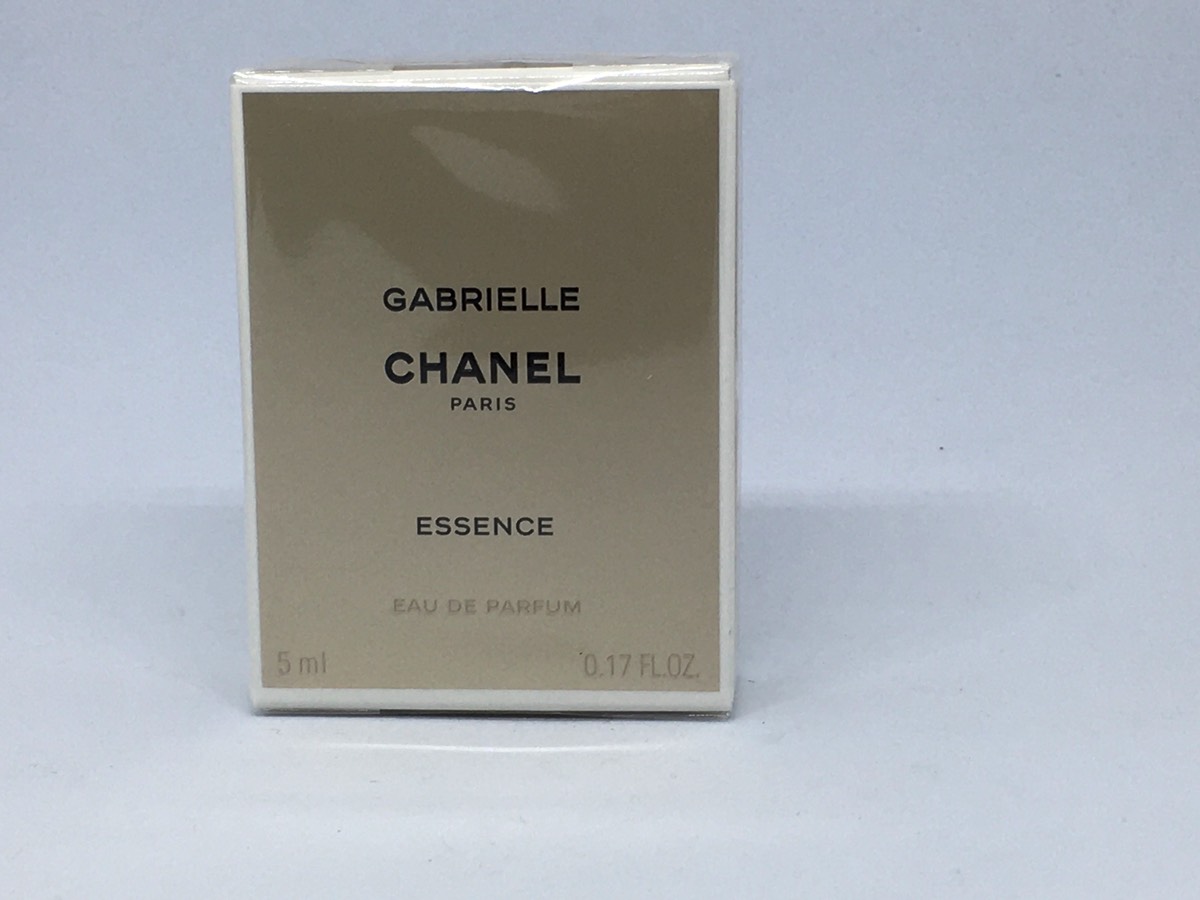 GABRIELLE
CHANEL
PARIS
ESSENCE
EAU DE PARFUM
5 ml 0.17 FL.OZ.